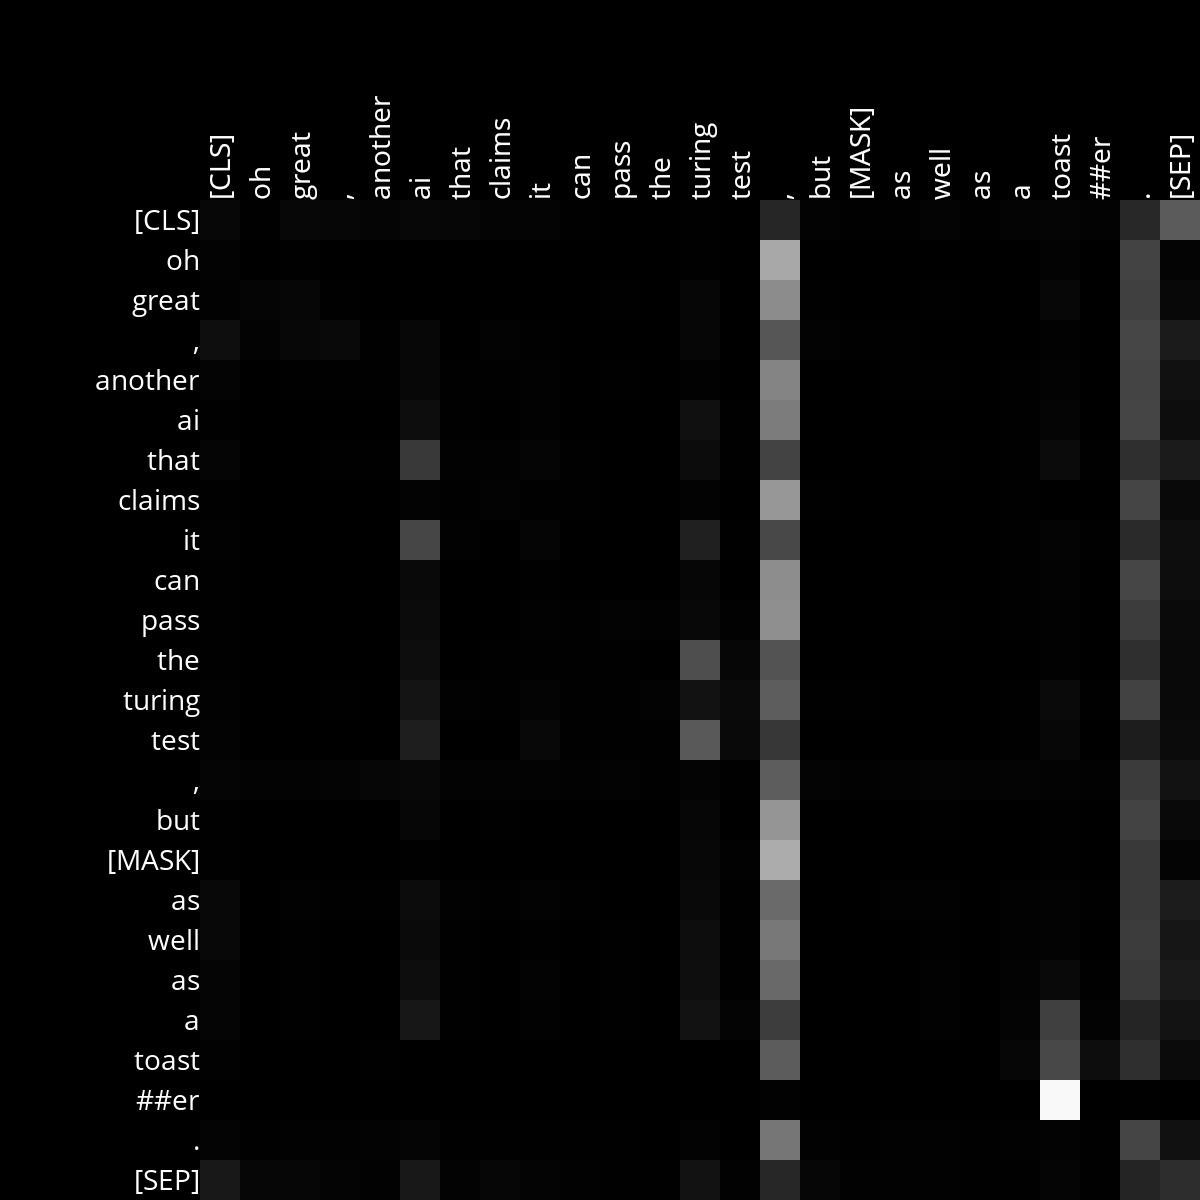 [CLS] oh great , another ai that claims it can pass the turing test , but [MASK] as well as a toast ##er . [SEP]
[CLS]
oh
great
,
another
ai
that
claims
it
can
pass
the
turing
test
,
but
[MASK]
as
well
as
a
toast
##er
.
[SEP]